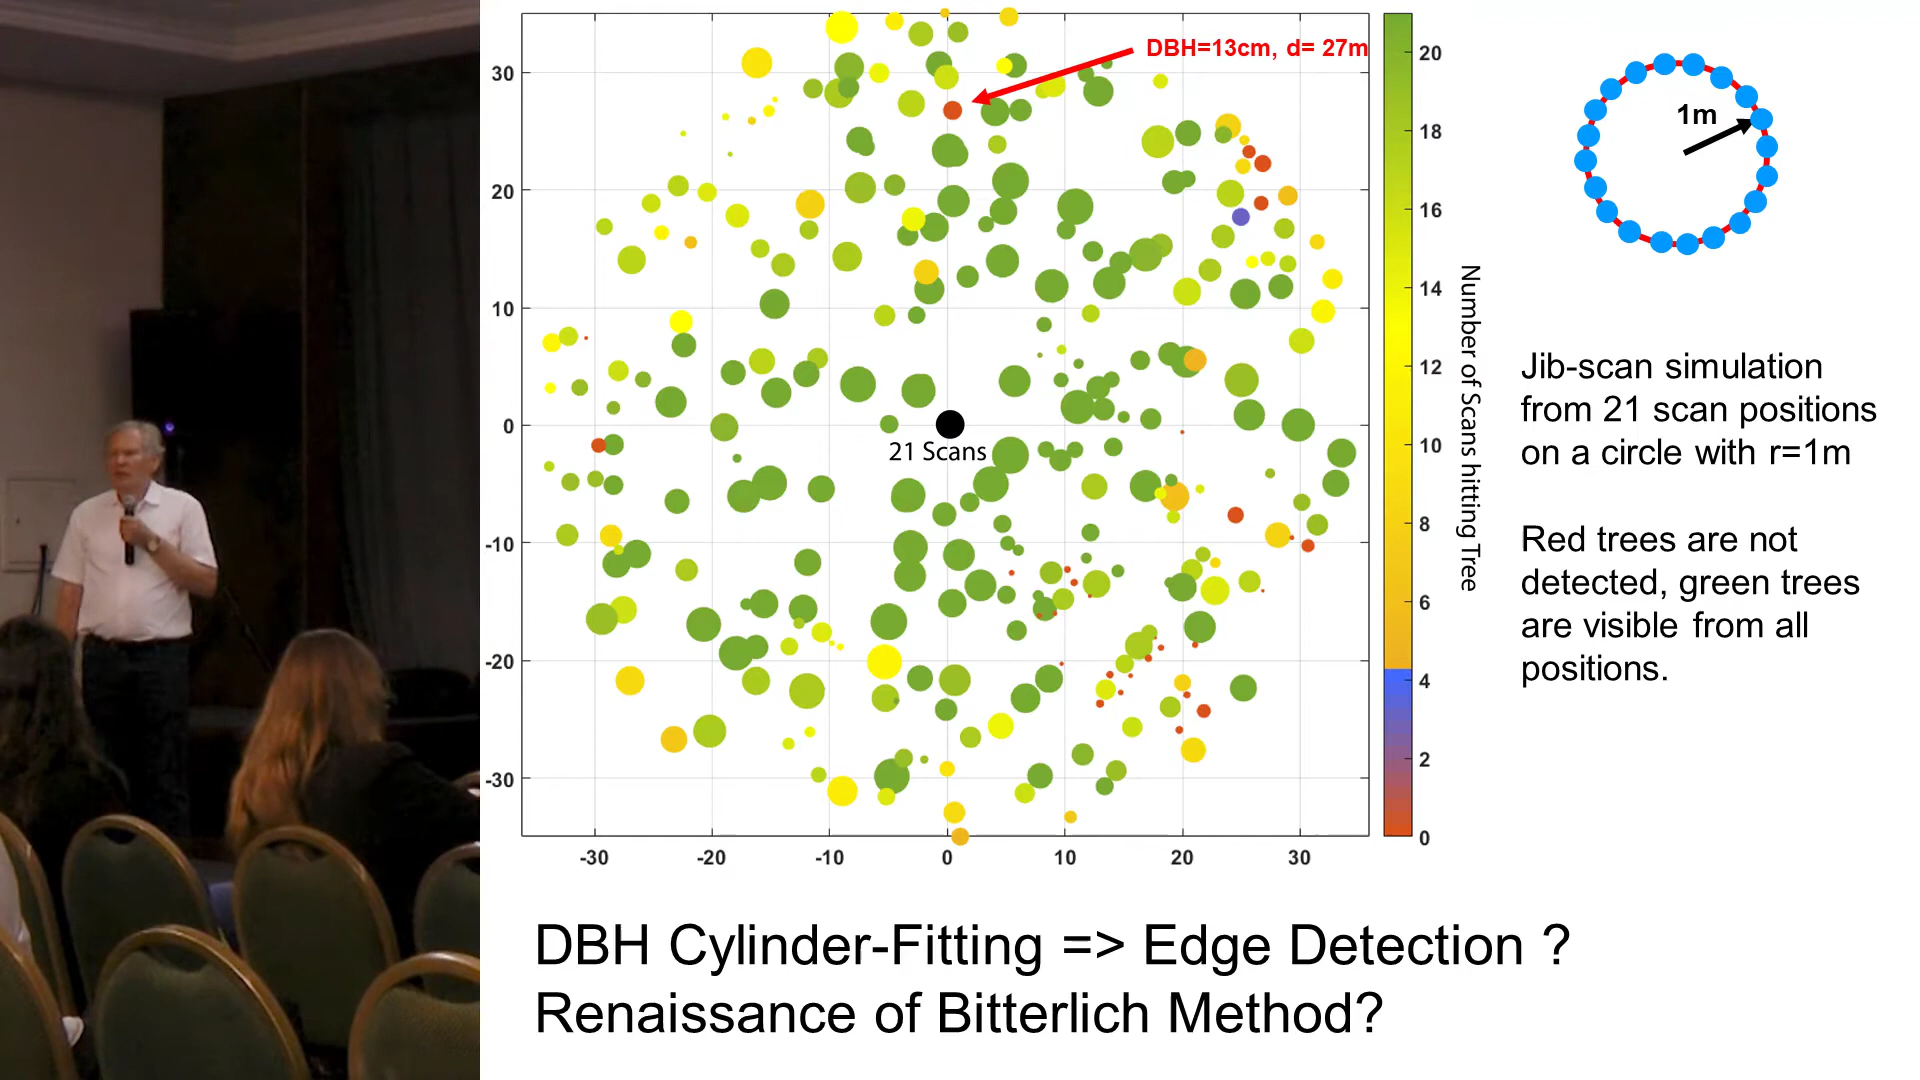 DBH=13cm, d= 27m
30
20
10
0
-10
-20
-30
-30
-20
-10
0
10
20
30
21 Scans
20
18
16
14
12
10
8
6
4
2
0
Number of Scans hitting Tree
1m
Jib-scan simulation
from 21 scan positions
on a circle with r=1m
Red trees are not
detected, green trees
are visible from all
positions.
DBH Cylinder-Fitting => Edge Detection ?
Renaissance of Bitterlich Method?